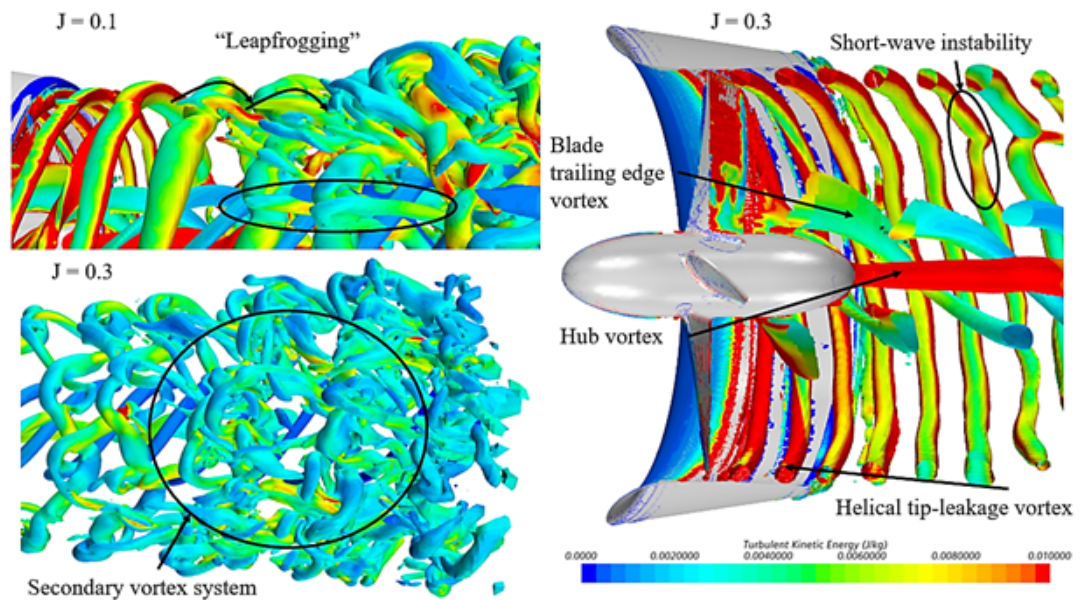 J = 0.1
“Leapfrogging”
J = 0.3
Secondary vortex system
J = 0.3
Short-wave instability
Blade
trailing edge
vortex
Hub vortex
Helical tip-leakage vortex
Turbulent Kinetic Energy (J/kg)
0.0000 0.0020000 0.0040000 0.0060000 0.0080000 0.010000